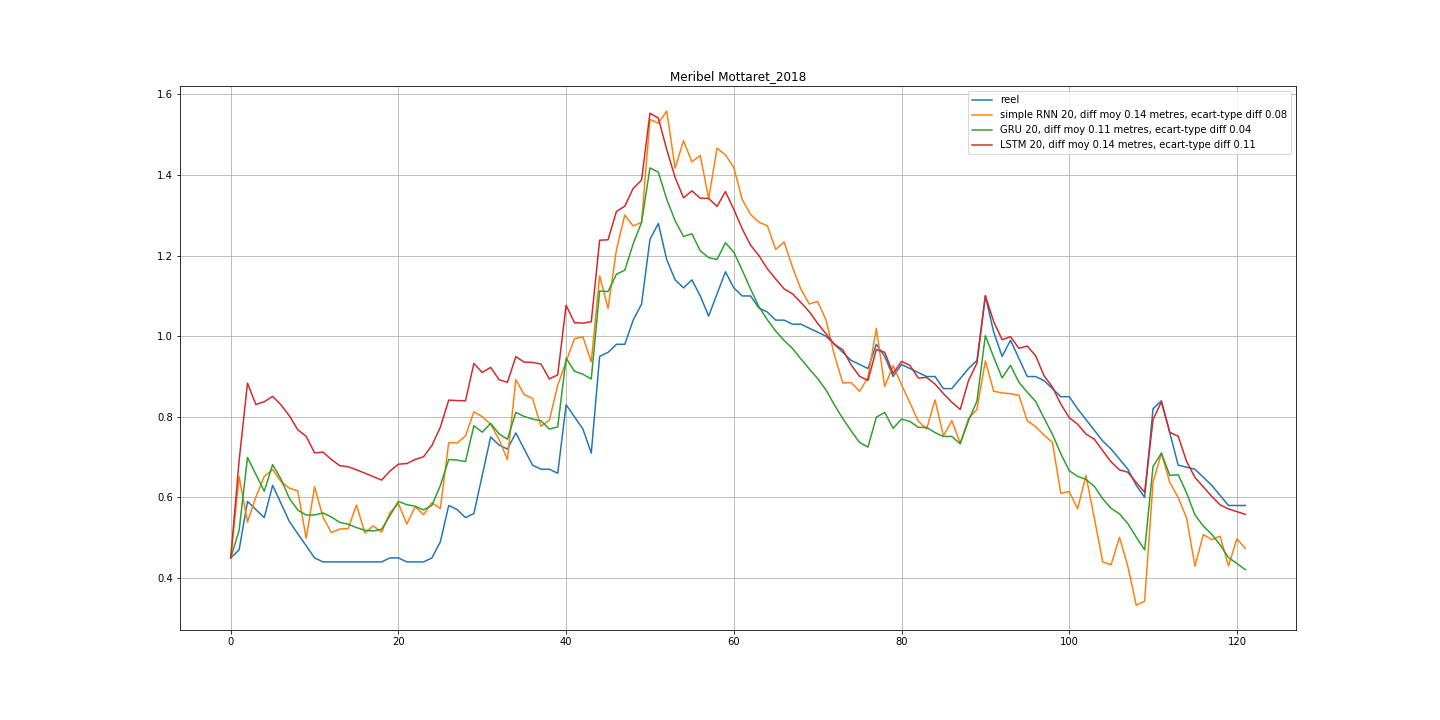 Meribel Mottaret_2018
reel
simple RNN 20, diff moy 0.14 metres, ecart-type diff 0.08
GRU 20, diff moy 0.11 metres, ecart-type diff 0.04
LSTM 20, diff moy 0.14 metres, ecart-type diff 0.11
1.6
1.4
1.2
1.0
0.8
0.6
0.4
0 20 40 60 80 100 120